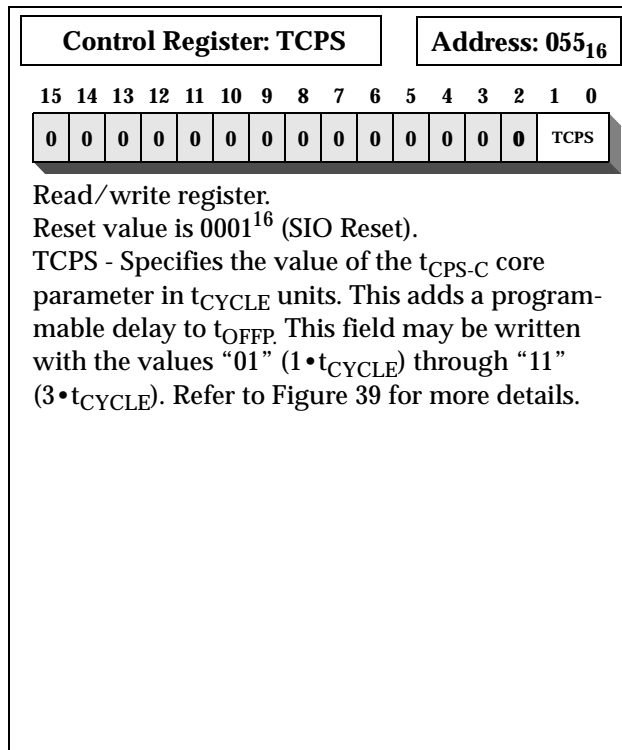 Control Register: TCPS
Address: 055₁₆
15 14 13 12 11 10 9 8 7 6 5 4 3 2 1 0
0 0 0 0 0 0 0 0 0 0 0 0 0 0 TCPS
Read/write register.
Reset value is 0001¹⁶ (SIO Reset).
TCPS - Specifies the value of the t_CPS-C core
parameter in t_CYCLE units. This adds a program-
mable delay to t_OFFP. This field may be written
with the values “01” (1•t_CYCLE) through “11”
(3•t_CYCLE). Refer to Figure 39 for more details.